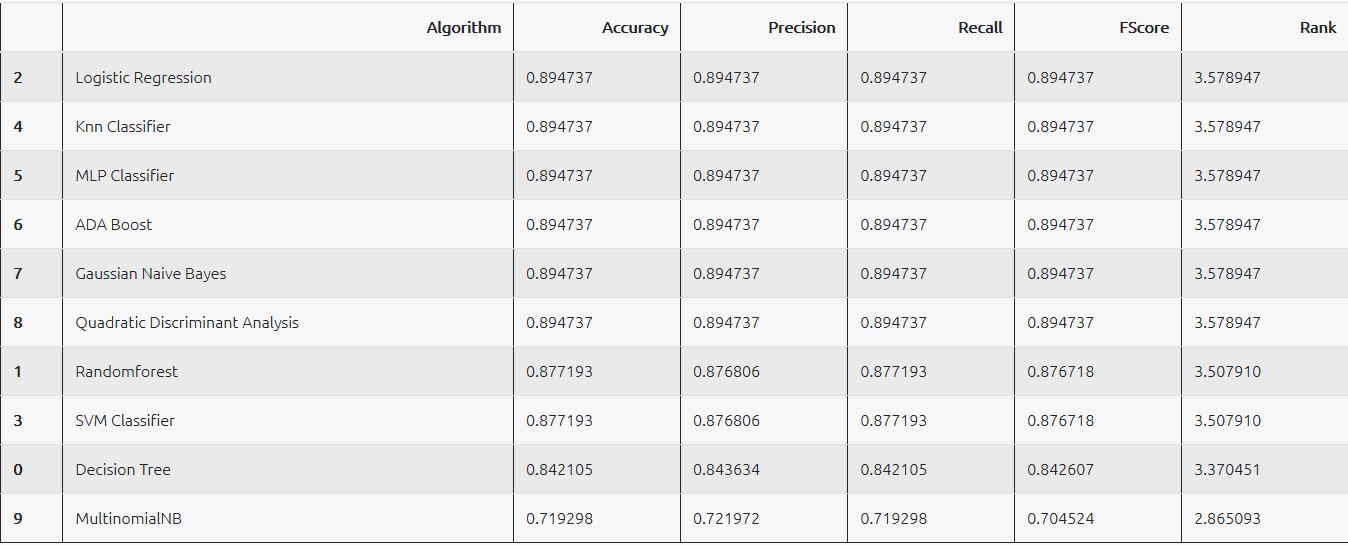 Algorithm Accuracy Precision Recall FScore Rank
2 Logistic Regression 0.894737 0.894737 0.894737 0.894737 3.578947
4 Knn Classifier 0.894737 0.894737 0.894737 0.894737 3.578947
5 MLP Classifier 0.894737 0.894737 0.894737 0.894737 3.578947
6 ADA Boost 0.894737 0.894737 0.894737 0.894737 3.578947
7 Gaussian Naive Bayes 0.894737 0.894737 0.894737 0.894737 3.578947
8 Quadratic Discriminant Analysis 0.894737 0.894737 0.894737 0.894737 3.578947
1 Randomforest 0.877193 0.876806 0.877193 0.876718 3.507910
3 SVM Classifier 0.877193 0.876806 0.877193 0.876718 3.507910
0 Decision Tree 0.842105 0.843634 0.842105 0.842607 3.370451
9 MultinomialNB 0.719298 0.721972 0.719298 0.704524 2.865093